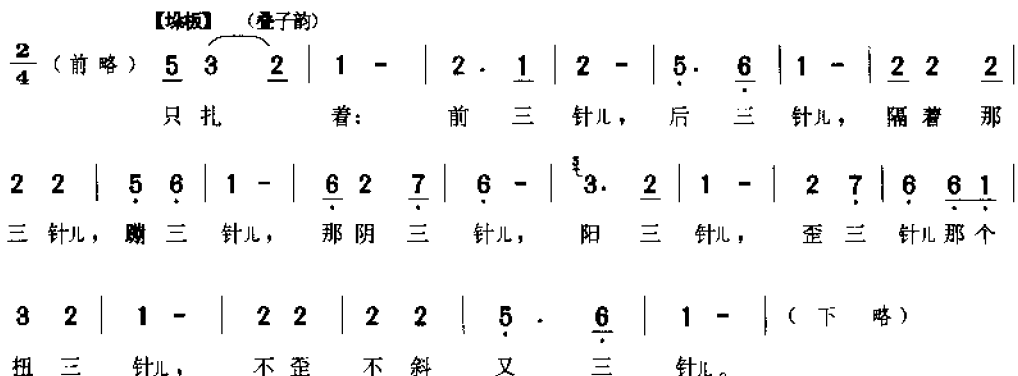 【垛板】 （叠子韵）
2/4 （前略） 5 3 2 | 1 - | 2 . 1 | 2 - | 5 . 6 | 1 - | 2 2 2 |
只扎 着： 前 三 针儿， 后 三 针儿， 隔着 那
2 2 | 5 6 | 1 - | 6 2 7 | 6 - | 3 . 2 | 1 - | 2 7 | 6 6 1 |
三 针儿， 蹦 三 针儿， 那 阴 三 针儿， 阳 三 针儿， 歪 三 针儿 那个
3 2 | 1 - | 2 2 | 2 2 | 5 . 6 | 1 - | （下 略）
扭 三 针儿， 不 歪 不 斜 又 三 针儿。